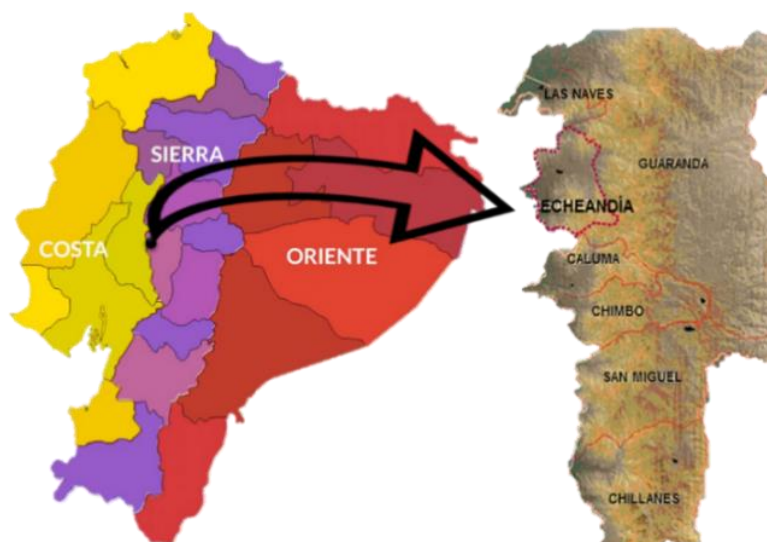 SIERRA
COSTA
ORIENTE
LAS NAVES
GUARANDA
ECHEANDÍA
CALUMA
CHIMBO
SAN MIGUEL
CHILLANES